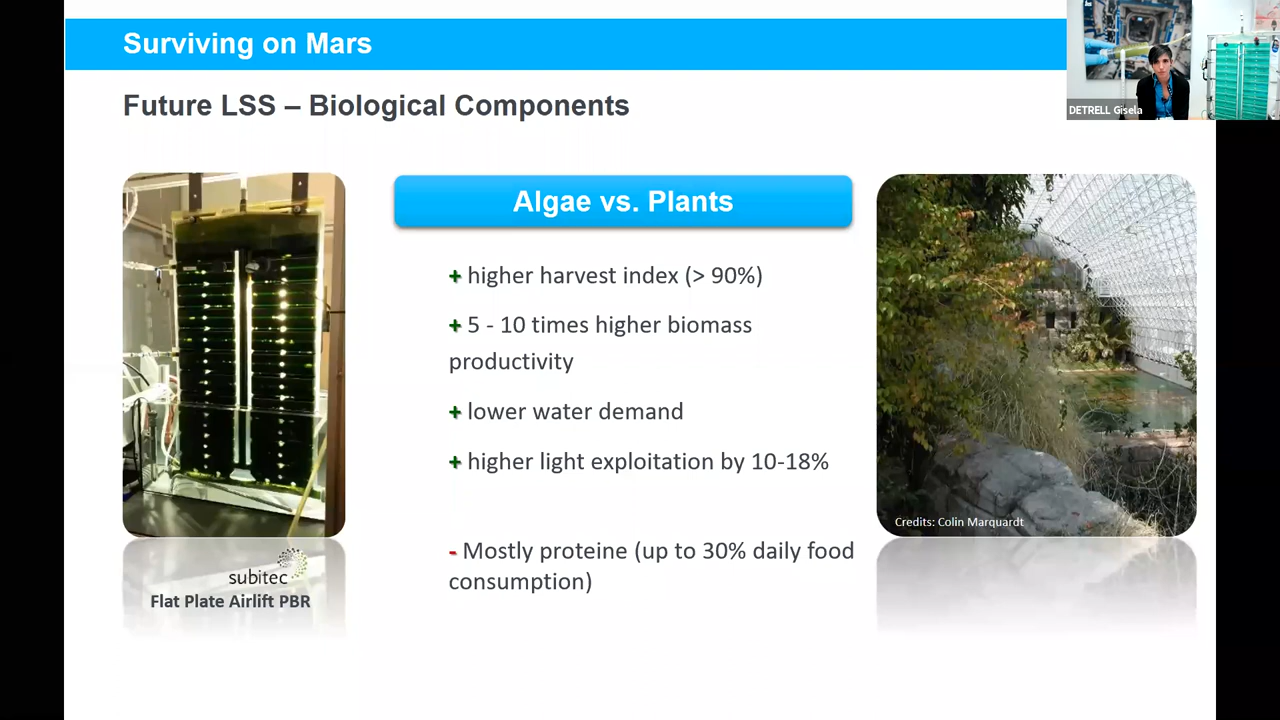 Surviving on Mars
DETRELL Gisela
Future LSS – Biological Components
Algae vs. Plants
+ higher harvest index (> 90%)
+ 5 - 10 times higher biomass
productivity
+ lower water demand
+ higher light exploitation by 10-18%
- Mostly proteine (up to 30% daily food
consumption)
Credits: Colin Marquardt
subitec
Flat Plate Airlift PBR